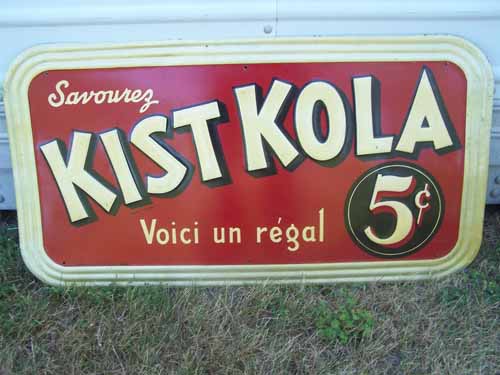 Savourez
KIST KOLA
Voici un régal
5¢